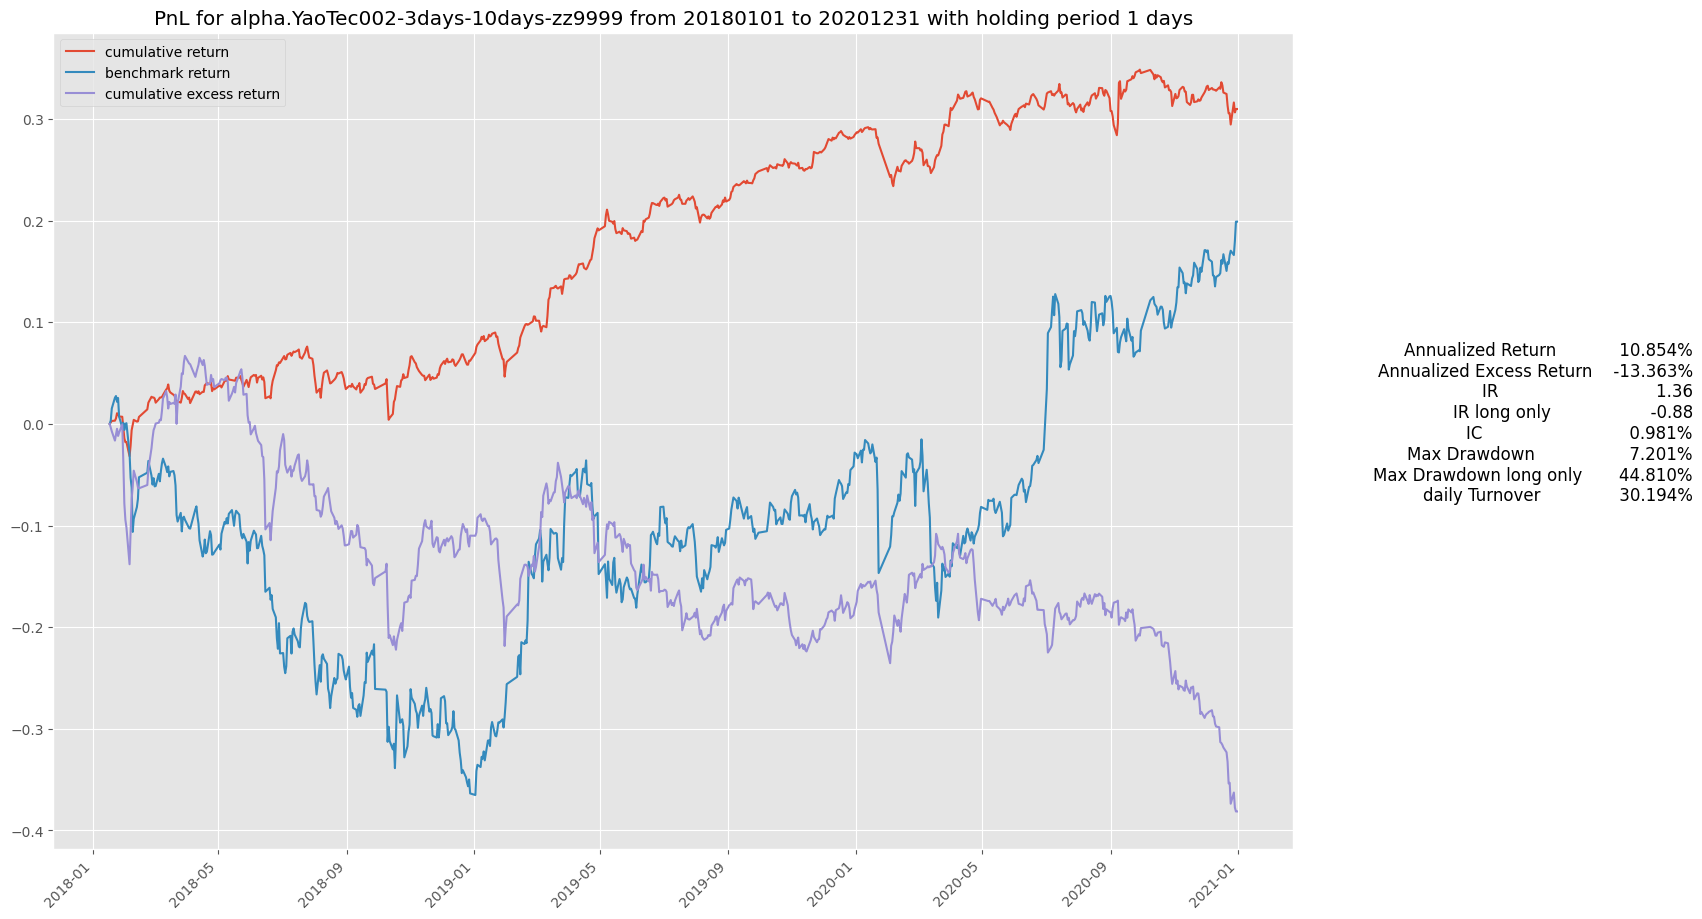 PnL for alpha.YaoTec002-3days-10days-zz9999 from 20180101 to 20201231 with holding period 1 days
cumulative return
benchmark return
cumulative excess return
0.3
0.2
0.1
0.0
−0.1
−0.2
−0.3
−0.4
2018-01
2018-05
2018-09
2019-01
2019-05
2019-09
2020-01
2020-05
2020-09
2021-01
Annualized Return 10.854%
Annualized Excess Return -13.363%
IR 1.36
IR long only -0.88
IC 0.981%
Max Drawdown 7.201%
Max Drawdown long only 44.810%
daily Turnover 30.194%